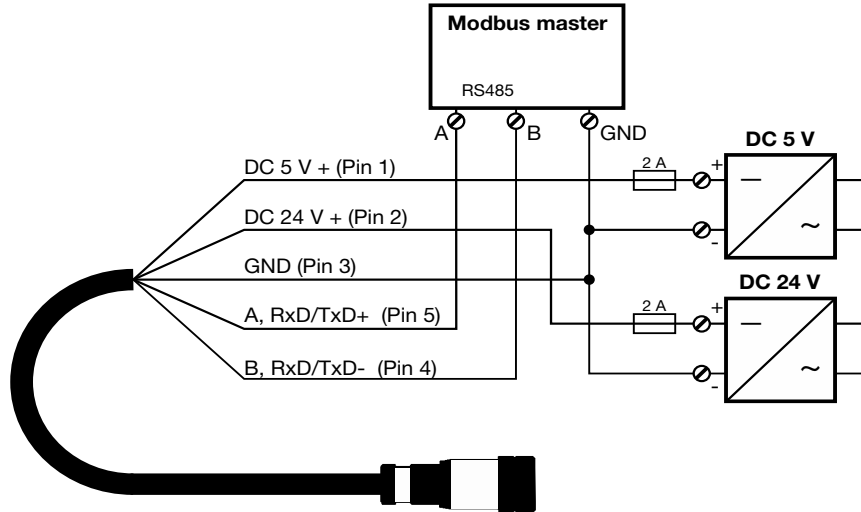 Modbus master
RS485
A
B
GND
DC 5 V
DC 5 V + (Pin 1)
2 A
+
DC 24 V + (Pin 2)
-
GND (Pin 3)
DC 24 V
A, RxD/TxD+ (Pin 5)
2 A
+
B, RxD/TxD- (Pin 4)
-